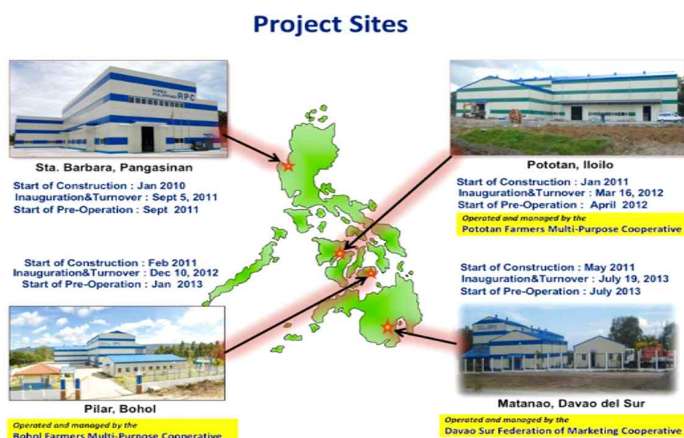 Project Sites
KOREA
PHILIPPINE RPC
Sta. Barbara, Pangasinan
Start of Construction : Jan 2010
Inauguration&Turnover : Sept 5, 2011
Start of Pre-Operation : Sept 2011
Pototan, Iloilo
Start of Construction : Jan 2011
Inauguration&Turnover : Mar 16, 2012
Start of Pre-Operation : April 2012
Operated and managed by the
Pototan Farmers Multi-Purpose Cooperative
Start of Construction : Feb 2011
Inauguration&Turnover : Dec 10, 2012
Start of Pre-Operation : Jan 2013
Pilar, Bohol
Operated and managed by the
Bohol Farmers Multi-Purpose Cooperative
Start of Construction : May 2011
Inauguration&Turnover : July 19, 2013
Start of Pre-Operation : July 2013
Matanao, Davao del Sur
Operated and managed by the
Davao Sur Federation of Marketing Cooperative